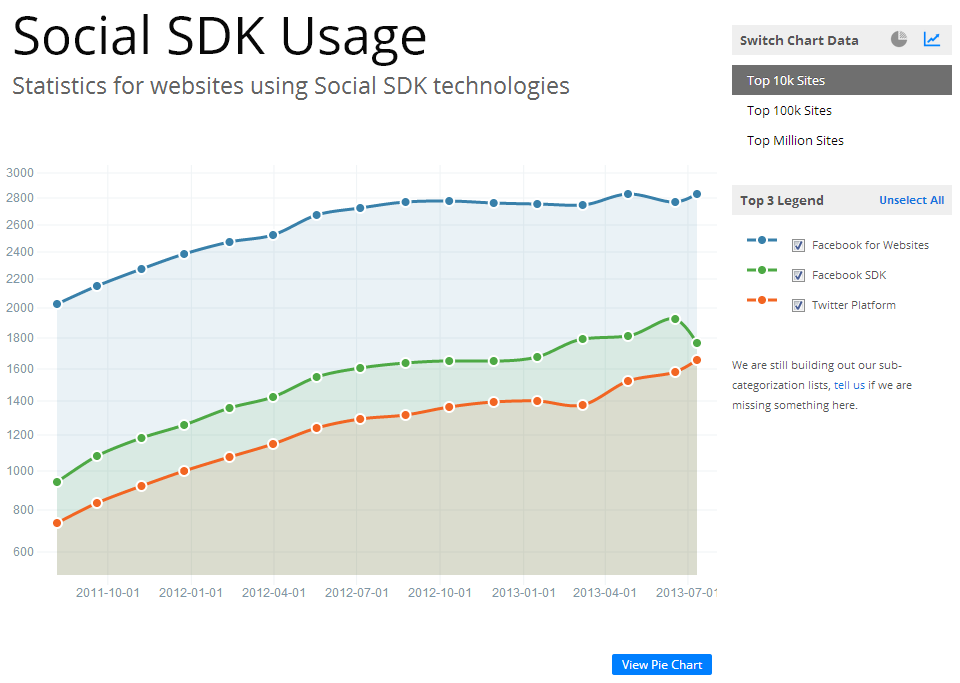 Social SDK Usage
Statistics for websites using Social SDK technologies
Switch Chart Data
Top 10k Sites
Top 100k Sites
Top Million Sites
Top 3 Legend Unselect All
Facebook for Websites
Facebook SDK
Twitter Platform
We are still building out our sub-
categorization lists, tell us if we are
missing something here.
3000
2800
2600
2400
2200
2000
1800
1600
1400
1200
1000
800
600
2011-10-01 2012-01-01 2012-04-01 2012-07-01 2012-10-01 2013-01-01 2013-04-01 2013-07-01
View Pie Chart